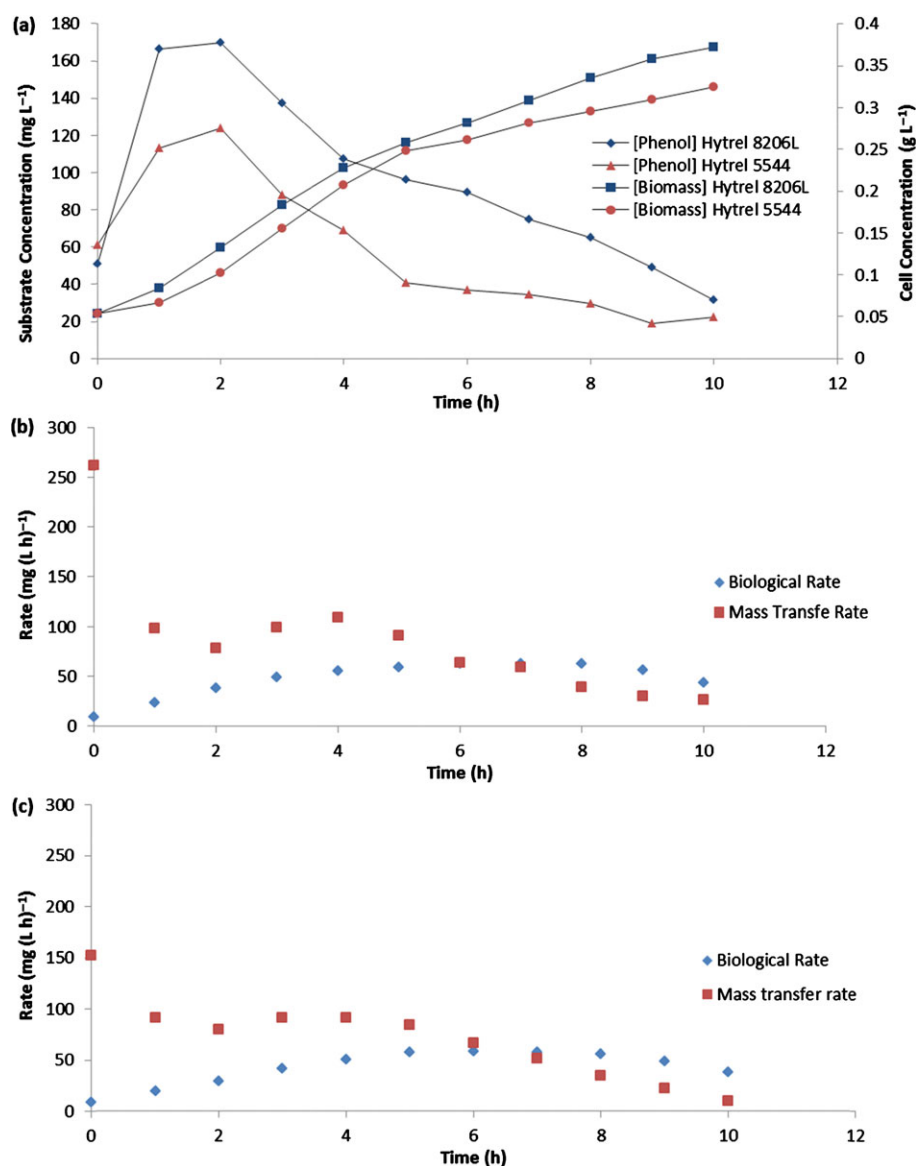 (a)
180
160
140
120
100
80
60
40
20
0
Substrate Concentration (mg L⁻¹)
0.4
0.35
0.3
0.25
0.2
0.15
0.1
0.05
0
Cell Concentration (g L⁻¹)
[Phenol] Hytrel 8206L
[Phenol] Hytrel 5544
[Biomass] Hytrel 8206L
[Biomass] Hytrel 5544
0 2 4 6 8 10 12
Time (h)
(b)
300
250
200
150
100
50
0
Rate (mg (L h)⁻¹)
Biological Rate
Mass Transfe Rate
0 2 4 6 8 10 12
Time (h)
(c)
300
250
200
150
100
50
0
Rate (mg (L h)⁻¹)
Biological Rate
Mass transfer rate
0 2 4 6 8 10 12
Time (h)